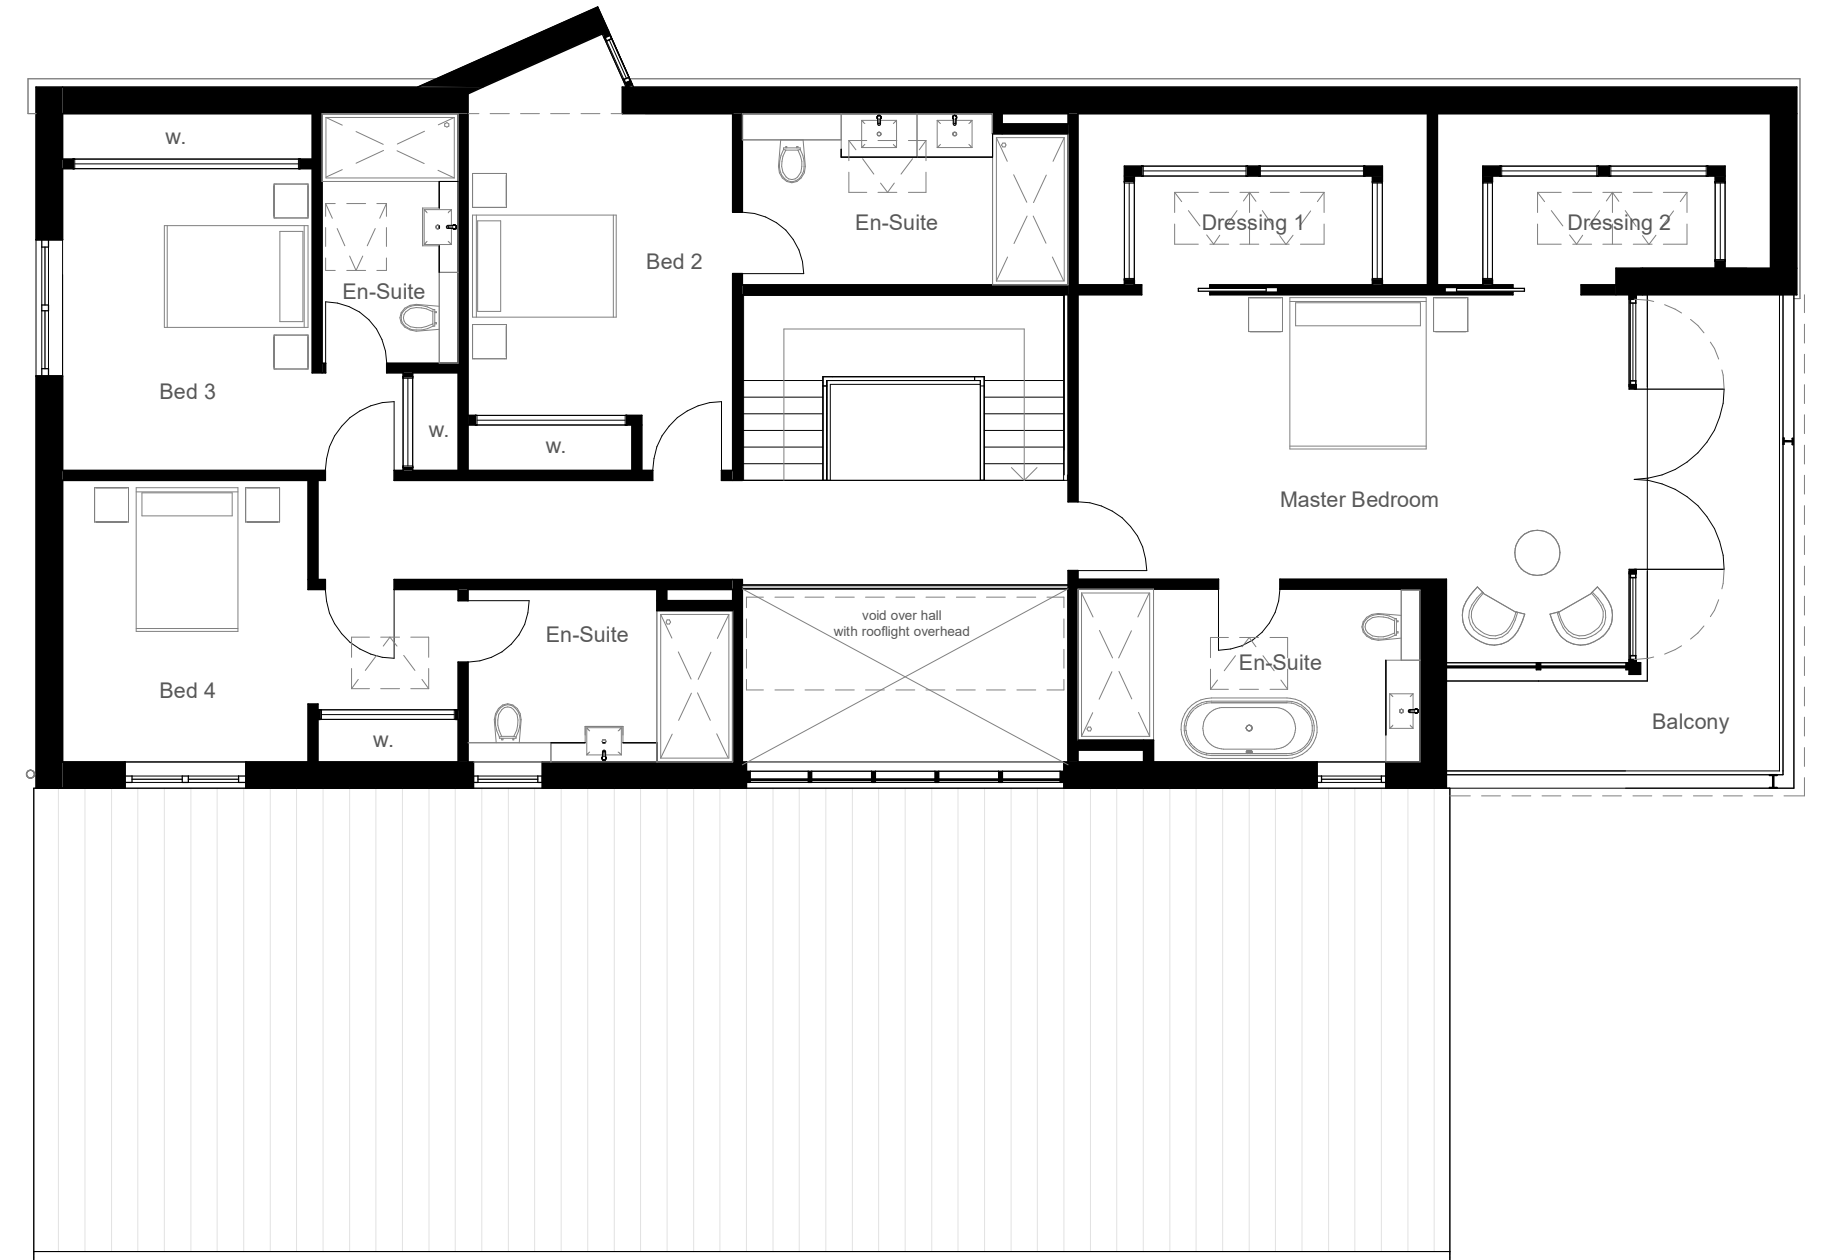 w.
En-Suite
Dressing 1
Dressing 2
Bed 2
En-Suite
Bed 3
w.
w.
Master Bedroom
void over hall
with rooflight overhead
En-Suite
En-Suite
Bed 4
Balcony
w.